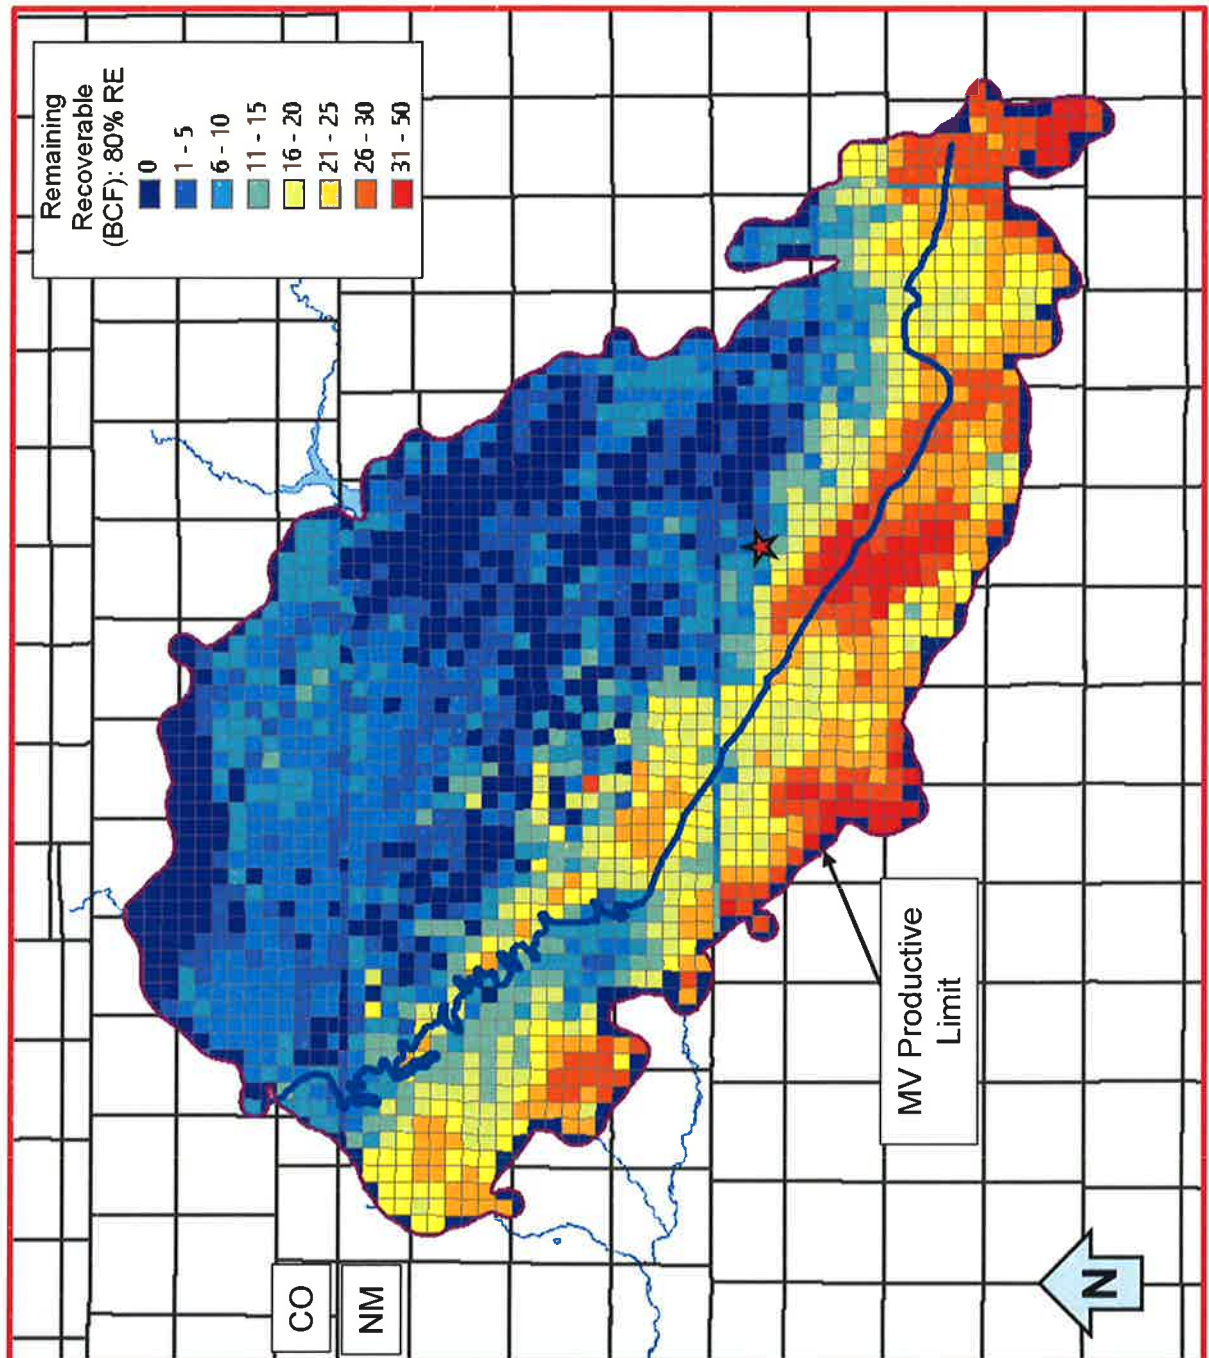 Remaining
Recoverable
(BCF): 80% RE
0
1 - 5
6 - 10
11 - 15
16 - 20
21 - 25
26 - 30
31 - 50
CO
NM
MV Productive
Limit
N